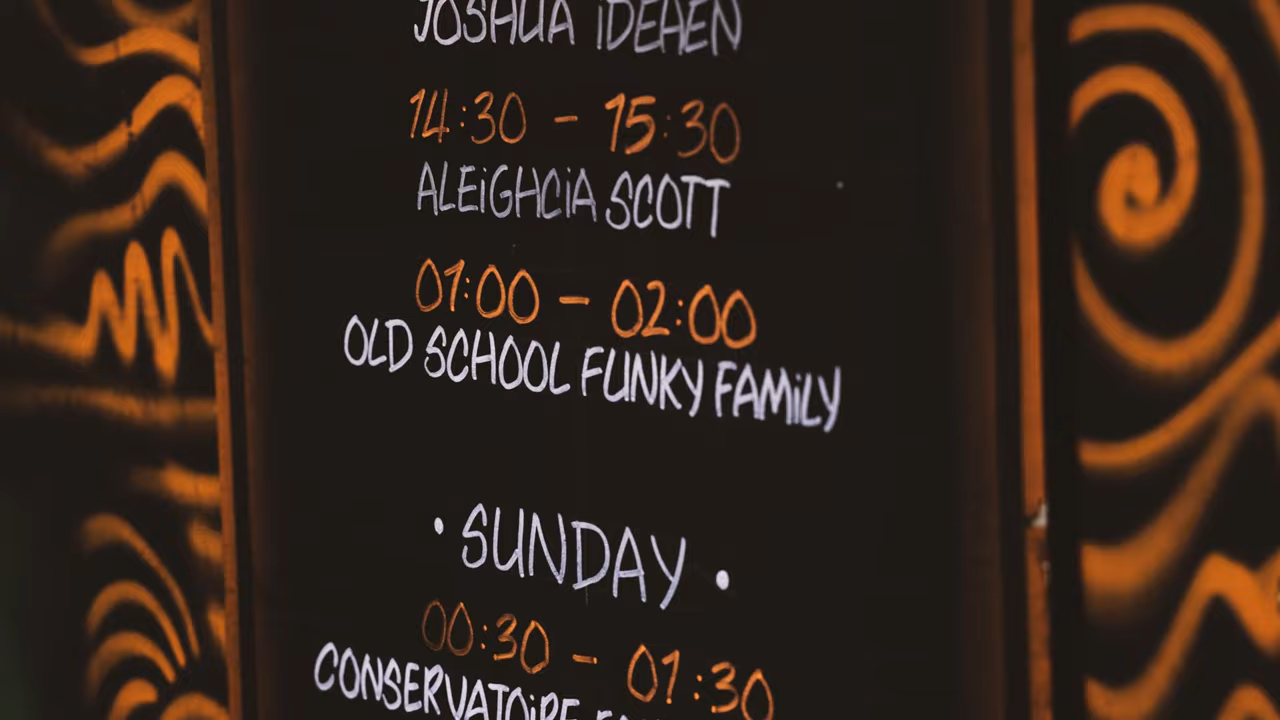 JOSHUA iDEHEN
14:30 - 15:30
ALEiGHCiA SCOTT
01:00 - 02:00
OLD SCHOOL FUNKY FAMiLY
• SUNDAY •
00:30 - 01:30
CONSERVATOiRE